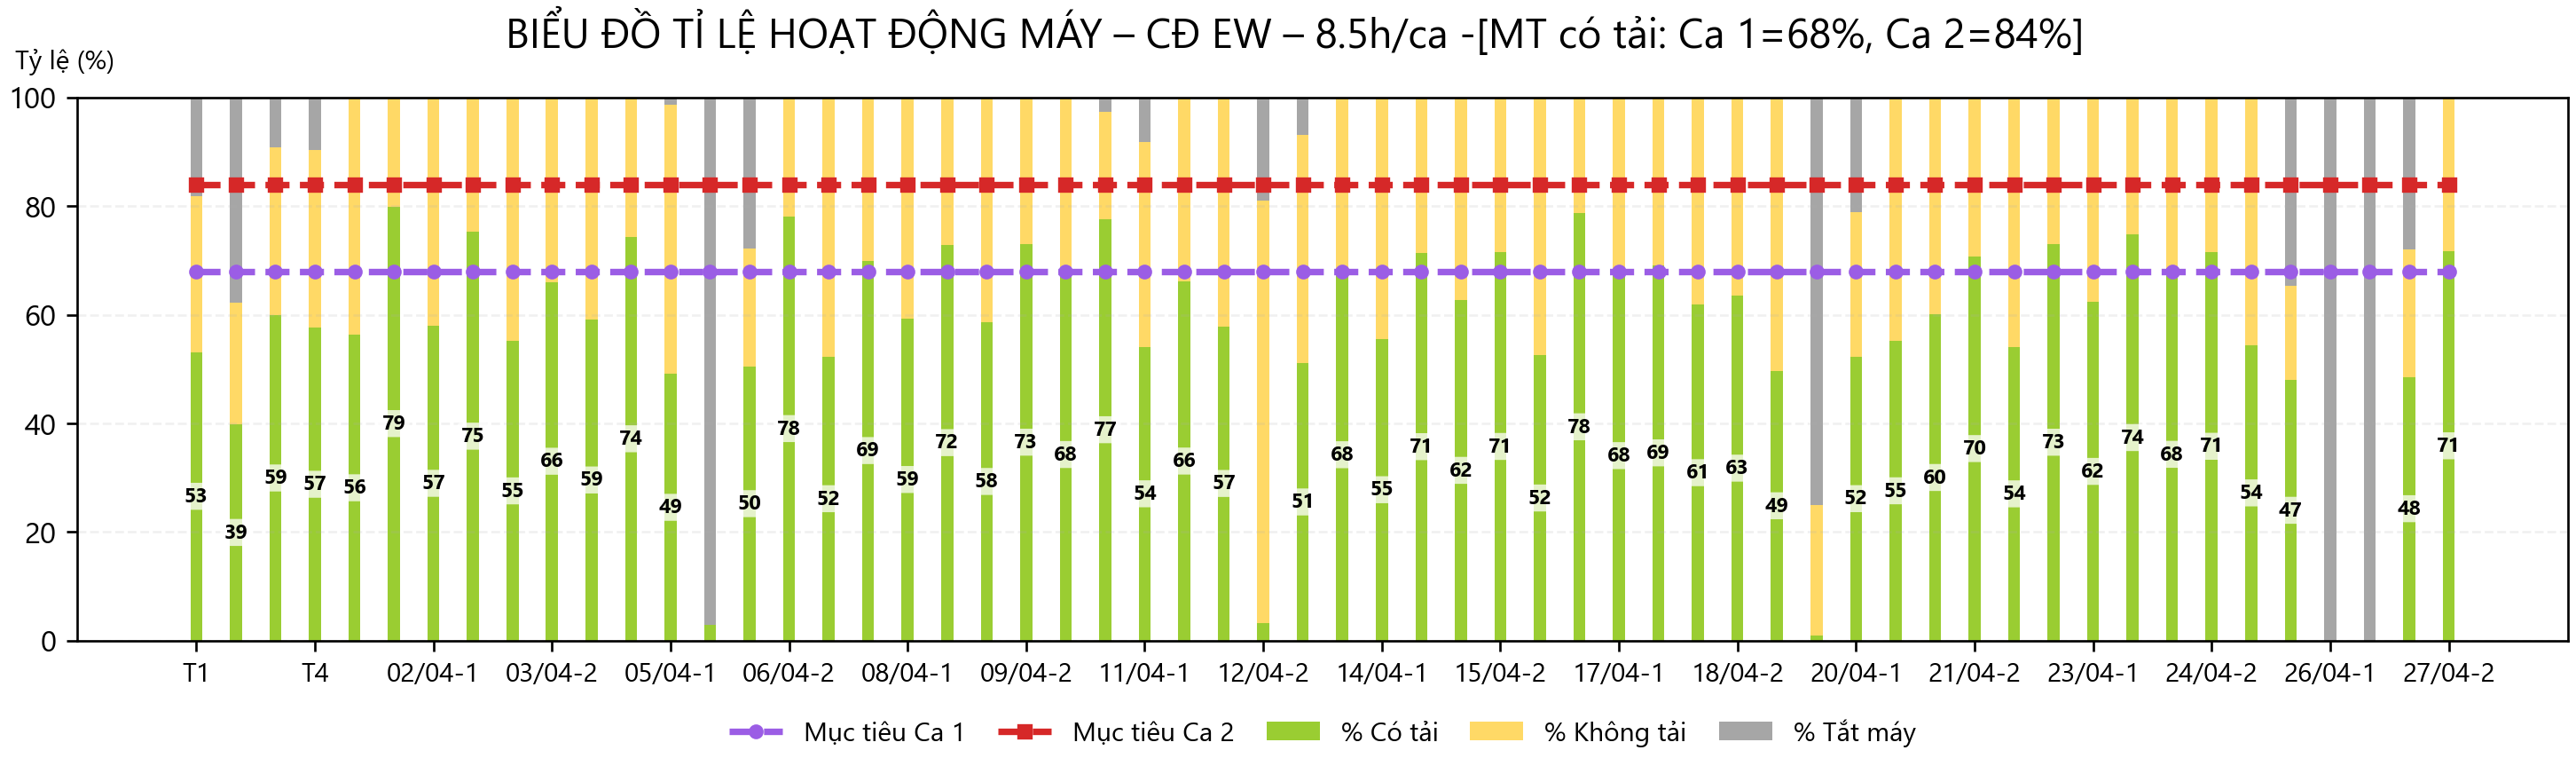 BIỂU ĐỒ TỈ LỆ HOẠT ĐỘNG MÁY – CĐ EW – 8.5h/ca -[MT có tải: Ca 1=68%, Ca 2=84%]
Tỷ lệ (%)
100
80
60
40
20
0
53 39 59 57 56 79 57 75 55 66 59 74 49 50 78 52 69 59 72 58 73 68 77 54 66 57 51 68 55 71 62 71 52 78 68 69 61 63 49 52 55 60 70 54 73 62 74 68 71 54 47 48 71
T1 T4 02/04-1 03/04-2 05/04-1 06/04-2 08/04-1 09/04-2 11/04-1 12/04-2 14/04-1 15/04-2 17/04-1 18/04-2 20/04-1 21/04-2 23/04-1 24/04-2 26/04-1 27/04-2
Mục tiêu Ca 1 Mục tiêu Ca 2 % Có tải % Không tải % Tắt máy